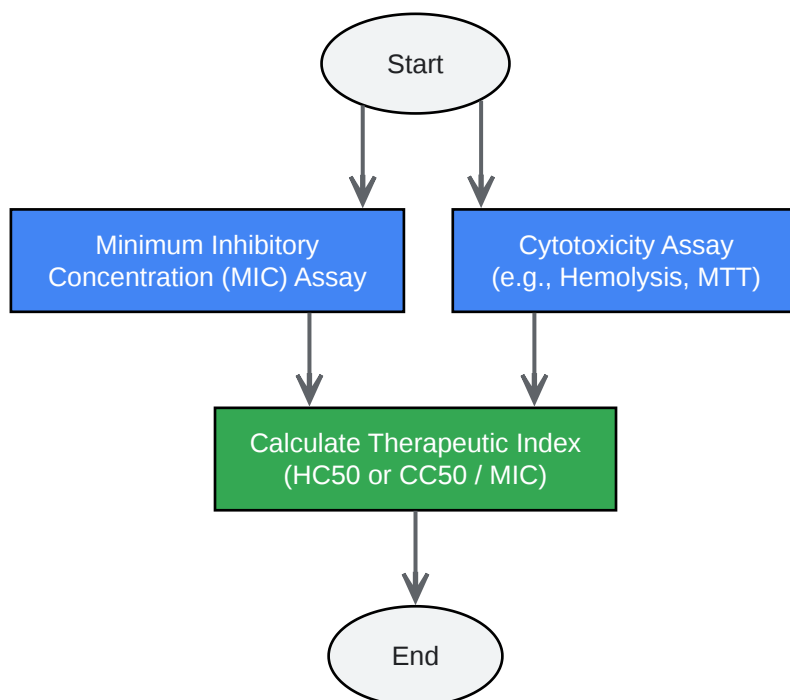 Start
Minimum Inhibitory
Concentration (MIC) Assay
Cytotoxicity Assay
(e.g., Hemolysis, MTT)
Calculate Therapeutic Index
(HC50 or CC50 / MIC)
End